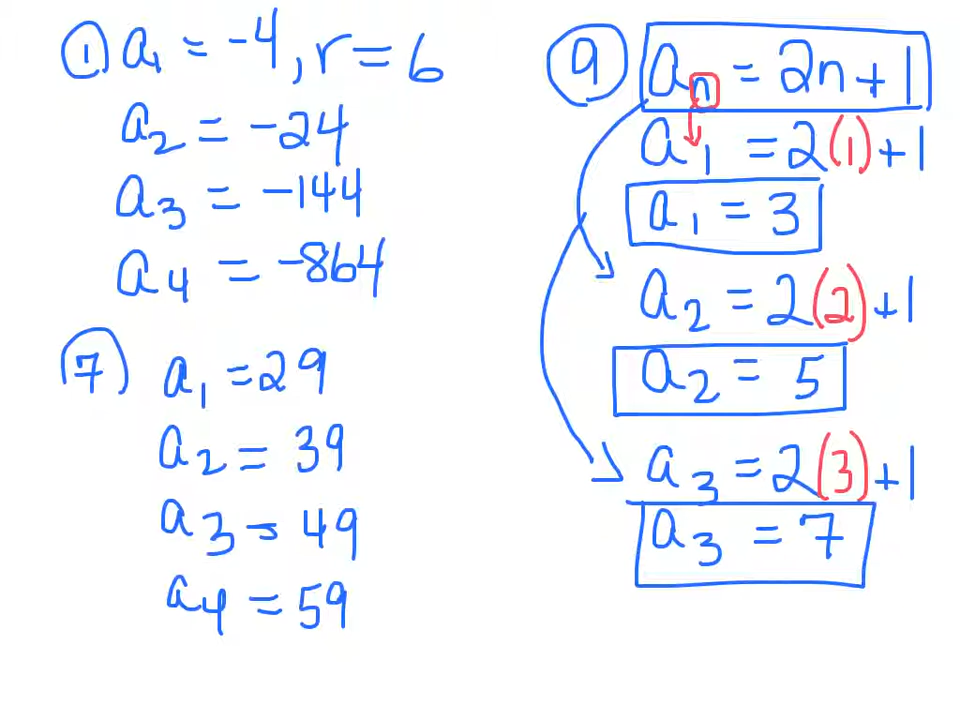 ① a₁ = -4, r = 6
a₂ = -24
a₃ = -144
a₄ = -864
⑦ a₁ = 29
a₂ = 39
a₃ = 49
a₄ = 59
⑨ aₙ = 2n + 1
a₁ = 2(1) + 1
a₁ = 3
a₂ = 2(2) + 1
a₂ = 5
a₃ = 2(3) + 1
a₃ = 7